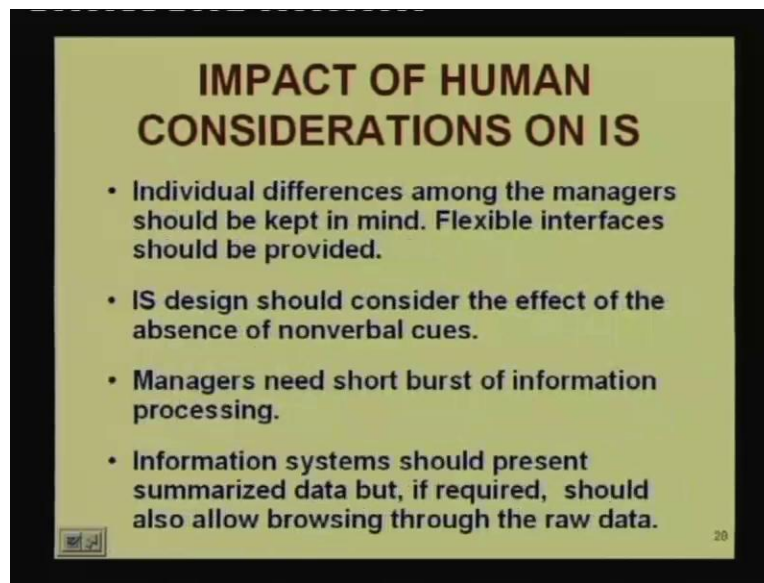 IMPACT OF HUMAN
CONSIDERATIONS ON IS
• Individual differences among the managers
should be kept in mind. Flexible interfaces
should be provided.
• IS design should consider the effect of the
absence of nonverbal cues.
• Managers need short burst of information
processing.
• Information systems should present
summarized data but, if required, should
also allow browsing through the raw data.
20